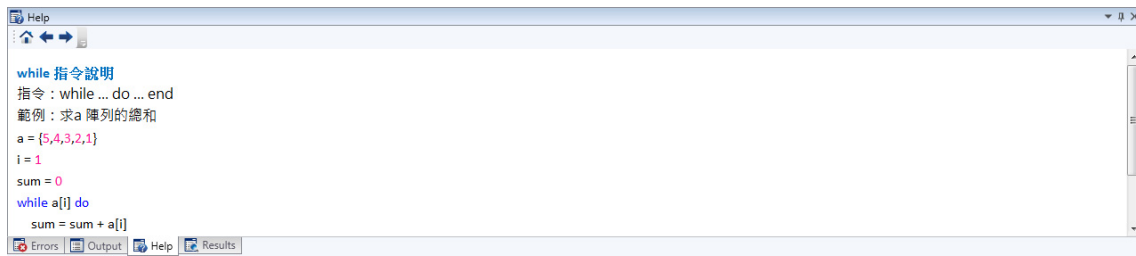 Help
while 指令說明
指令：while ... do ... end
範例：求a 陣列的總和
a = {5,4,3,2,1}
i = 1
sum = 0
while a[i] do
sum = sum + a[i]
Errors Output Help Results